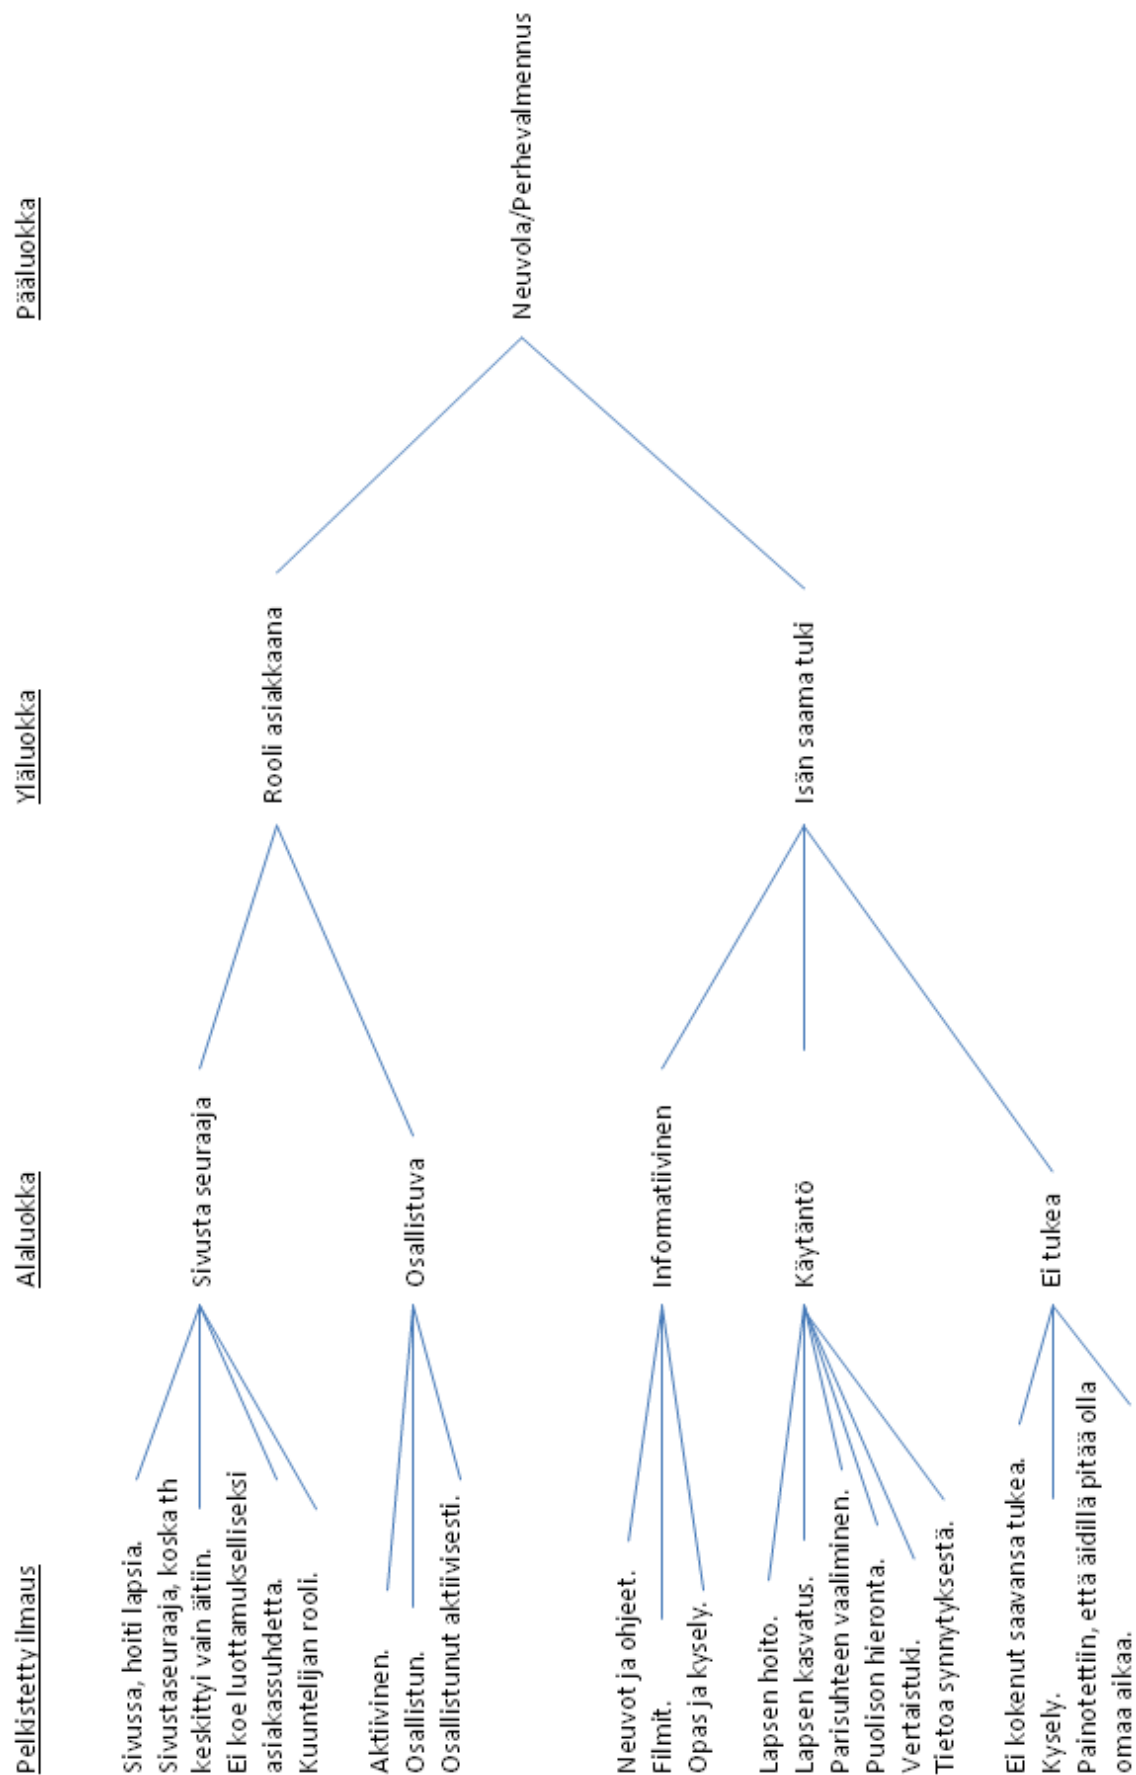 Pelkistetty ilmaus
Alaluokka
Yläluokka
Pääluokka
Sivussa, hoiti lapsia.
Sivustaseuraaja, koska th
keskittyi vain äitiin.
Ei koe luottamukselliseksi
asiakassuhdetta.
Kuuntelijan rooli.
Sivusta seuraaja
Aktiivinen.
Osallistun.
Osallistunut aktiivisesti.
Osallistuva
Rooli asiakkaana
Neuvot ja ohjeet.
Filmit.
Opas ja kysely.
Informatiivinen
Lapsen hoito.
Lapsen kasvatus.
Parisuhteen vaaliminen.
Puolison hieronta.
Vertaistuki.
Tietoa synnytyksestä.
Käytäntö
Ei kokenut saavansa tukea.
Kysely.
Painotettiin, että äidillä pitää olla
omaa aikaa.
Ei tukea
Isän saama tuki
Neuvola/Perhevalmennus